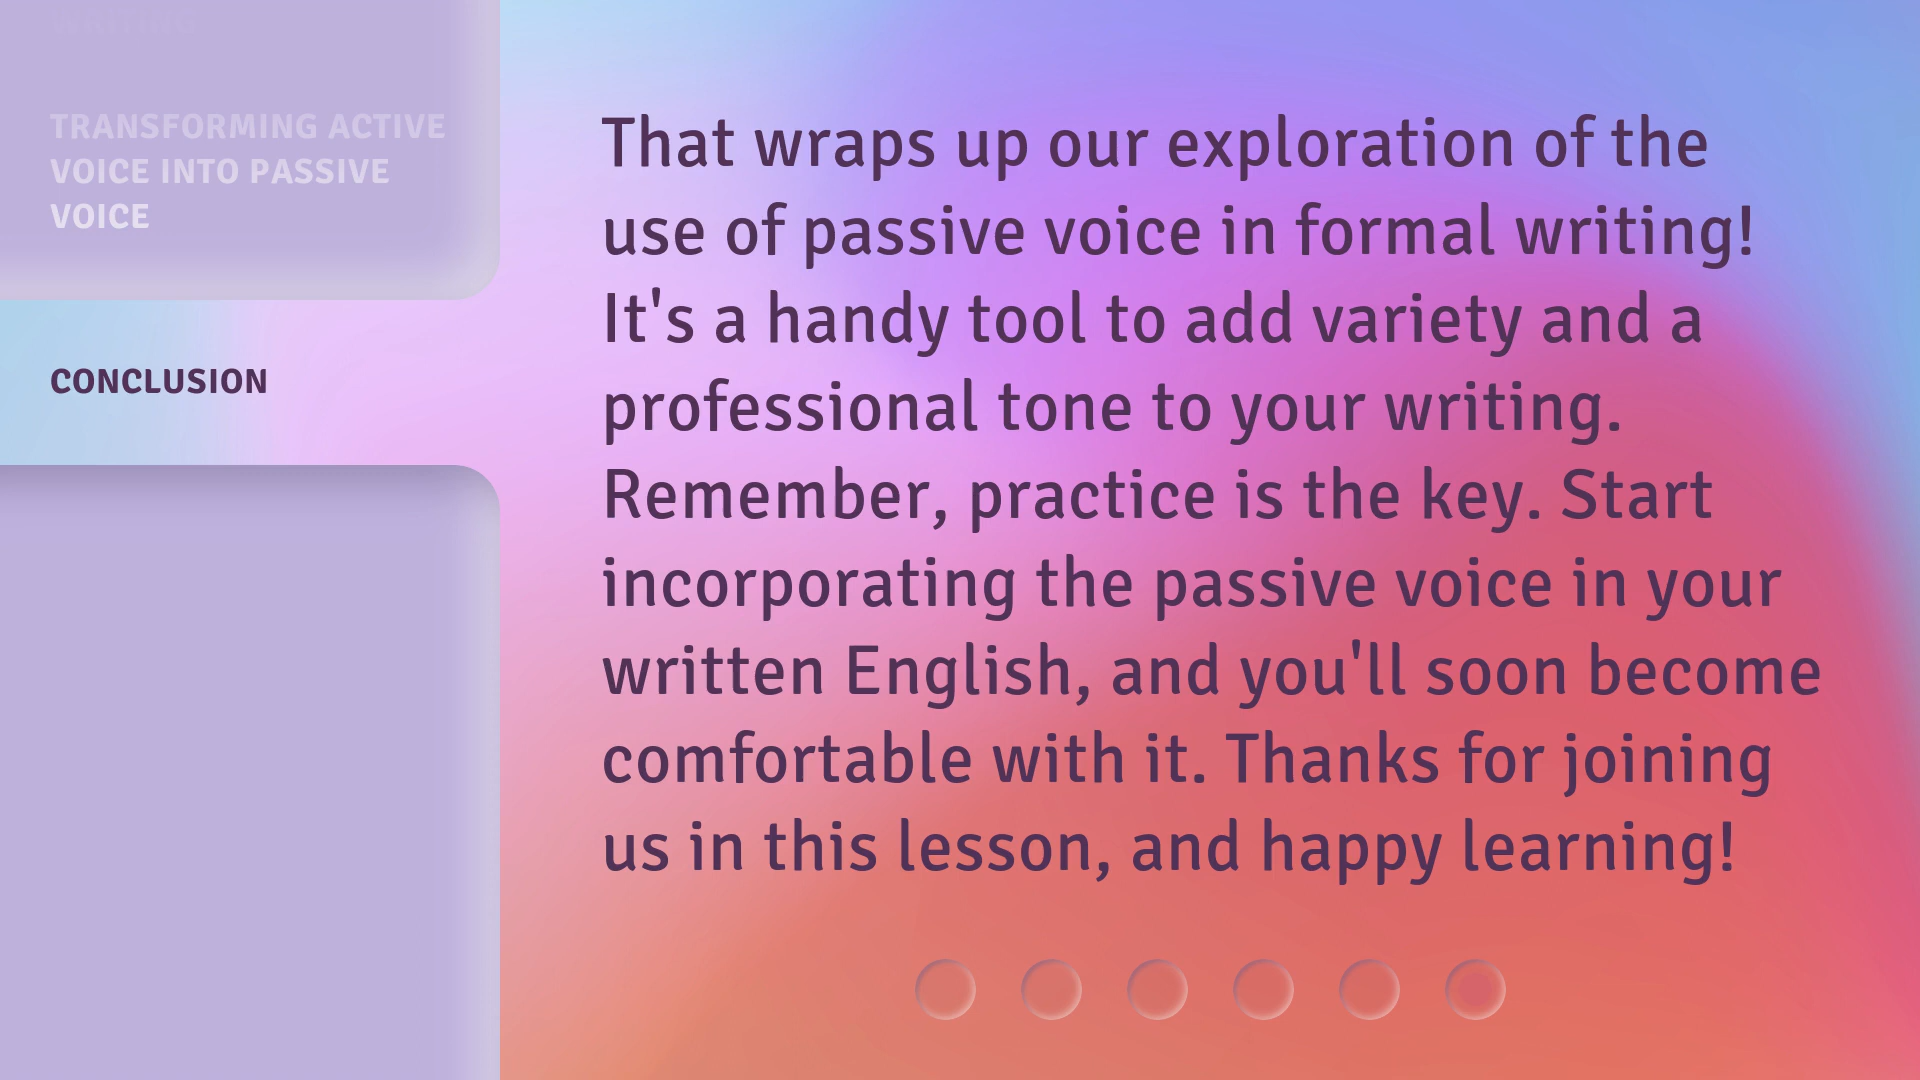 WRITING
TRANSFORMING ACTIVE
VOICE INTO PASSIVE
VOICE
CONCLUSION
That wraps up our exploration of the
use of passive voice in formal writing!
It's a handy tool to add variety and a
professional tone to your writing.
Remember, practice is the key. Start
incorporating the passive voice in your
written English, and you'll soon become
comfortable with it. Thanks for joining
us in this lesson, and happy learning!